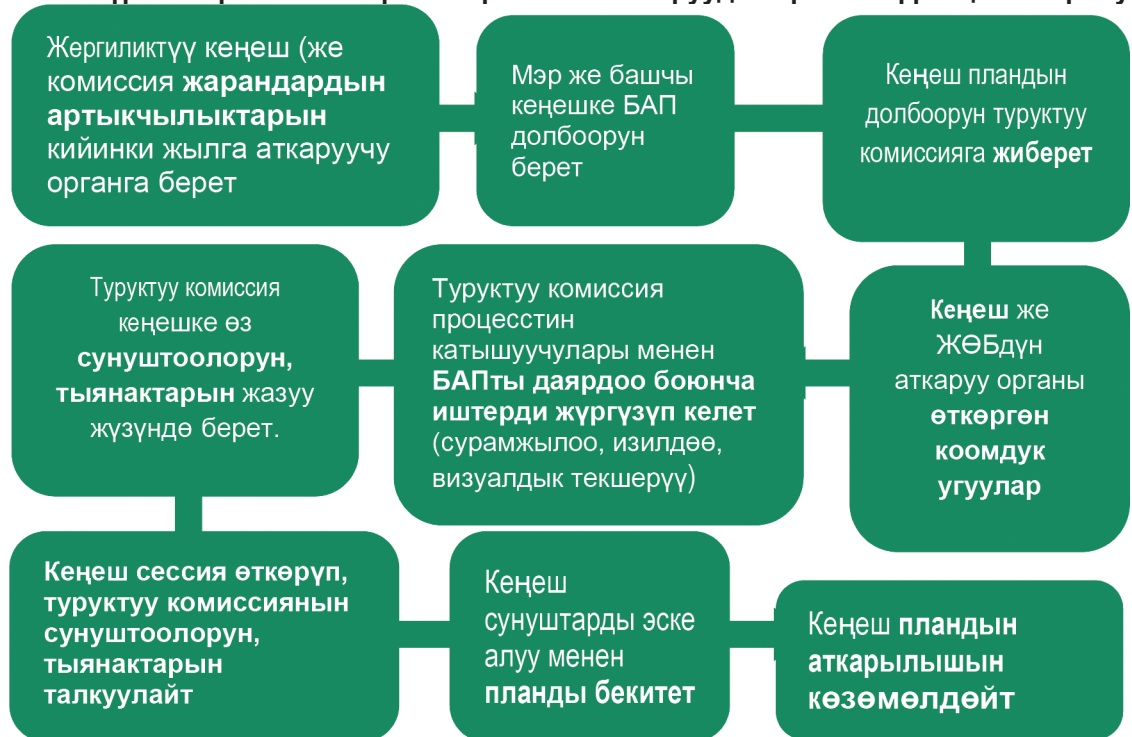 Жергиликтүү кеңеш (же
комиссия жарандардын
артыкчылыктарын
кийинки жылга аткаруучу
органга берет
Мэр же башчы
кеңешке БАП
долбоорун
берет
Кеңеш пландын
долбоорун туруктуу
комиссияга жиберет
Кеңеш же
ЖӨБдүн
аткаруу органы
өткөргөн
коомдук
угуулар
Туруктуу комиссия
процесстин
катышуучулары менен
БАПты даярдоо боюнча
иштерди жүргүзүп келет
(сурамжылоо, изилдөө,
визуалдык текшерүү)
Туруктуу комиссия
кеңешке өз
сунуштоолорун,
тыянактарын жазуу
жүзүндө берет.
Кеңеш сессия өткөрүп,
туруктуу комиссиянын
сунуштоолорун,
тыянактарын
талкуулайт
Кеңеш
сунуштарды эске
алуу менен
планды бекитет
Кеңеш пландын
аткарылышын
көзөмөлдөйт